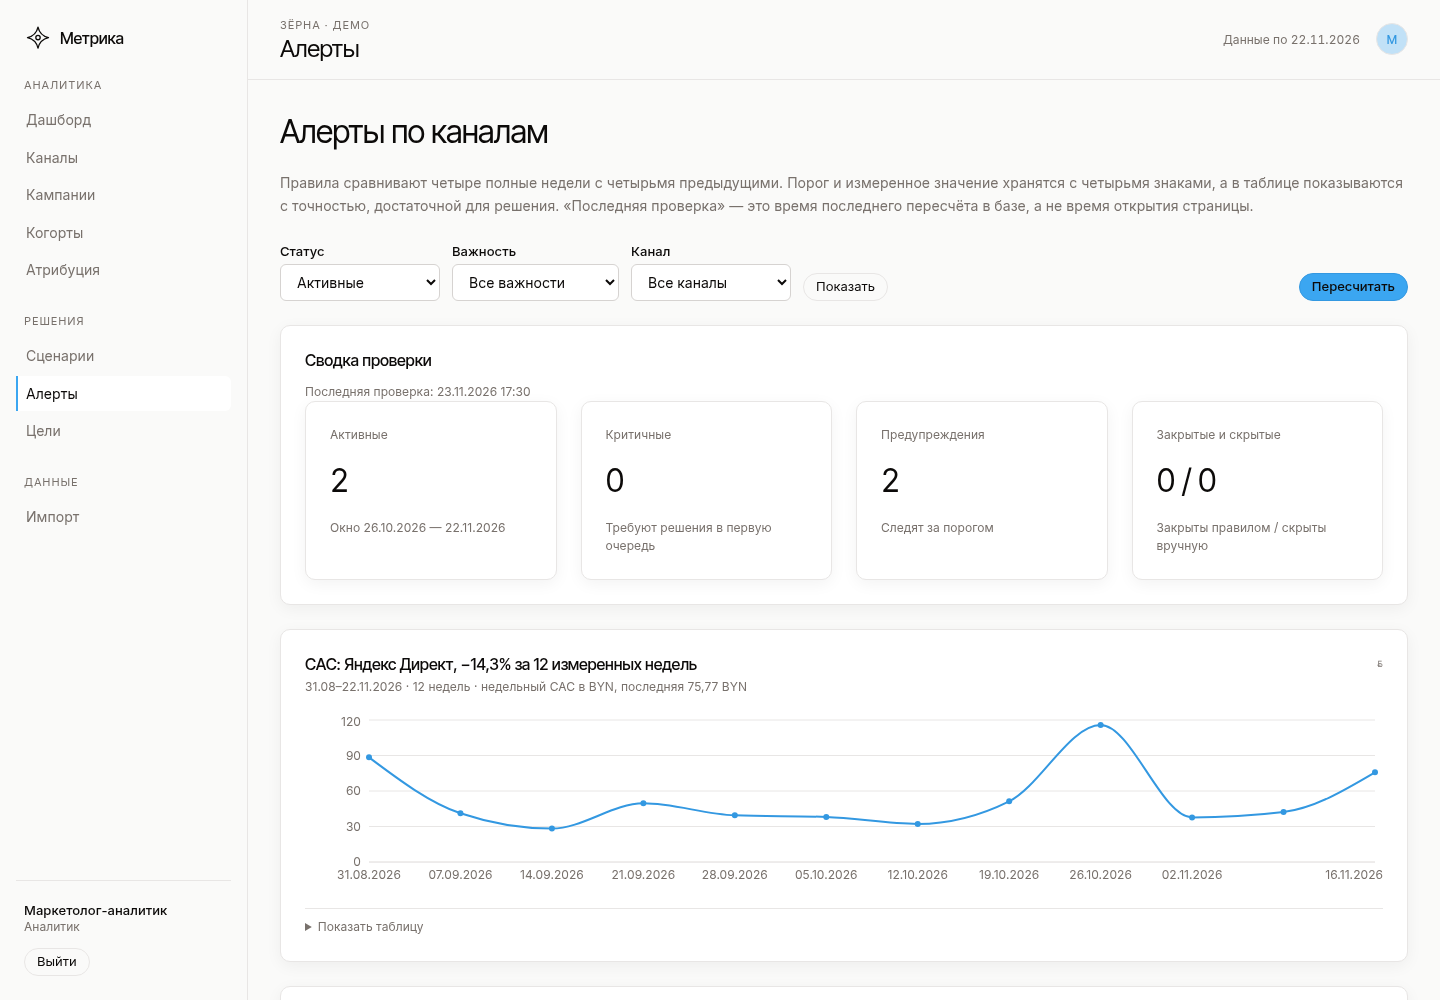 Метрика
АНАЛИТИКА
Дашборд
Каналы
Кампании
Когорты
Атрибуция
РЕШЕНИЯ
Сценарии
Алерты
Цели
ДАННЫЕ
Импорт
Маркетолог-аналитик
Аналитик
Выйти
ЗЁРНА · ДЕМО
Алерты
Данные по 22.11.2026
М
Алерты по каналам
Правила сравнивают четыре полные недели с четырьмя предыдущими. Порог и измеренное значение хранятся с четырьмя знаками, а в таблице показываются
с точностью, достаточной для решения. «Последняя проверка» — это время последнего пересчёта в базе, а не время открытия страницы.
Статус
Важность
Канал
Активные
Все важности
Все каналы
Показать
Пересчитать
Сводка проверки
Последняя проверка: 23.11.2026 17:30
Активные
2
Окно 26.10.2026 — 22.11.2026
Критичные
0
Требуют решения в первую
очередь
Предупреждения
2
Следят за порогом
Закрытые и скрытые
0 / 0
Закрыты правилом / скрыты
вручную
CAC: Яндекс Директ, −14,3% за 12 измеренных недель
31.08–22.11.2026 · 12 недель · недельный CAC в BYN, последняя 75,77 BYN
120
90
60
30
0
31.08.2026
07.09.2026
14.09.2026
21.09.2026
28.09.2026
05.10.2026
12.10.2026
19.10.2026
26.10.2026
02.11.2026
16.11.2026
Показать таблицу